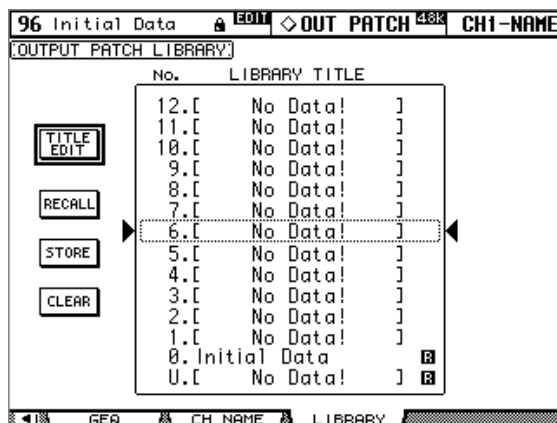 96 Initial Data EDIT ◇OUT PATCH 48k CH1-NAME
OUTPUT PATCH LIBRARY
No. LIBRARY TITLE
12.[ No Data! ]
11.[ No Data! ]
10.[ No Data! ]
9.[ No Data! ]
8.[ No Data! ]
7.[ No Data! ]
6.[ No Data! ]
5.[ No Data! ]
4.[ No Data! ]
3.[ No Data! ]
2.[ No Data! ]
1.[ No Data! ]
0.Initial Data R
U.[ No Data! ] R
TITLE
EDIT
RECALL
STORE
CLEAR
GEQ CH NAME LIBRARY